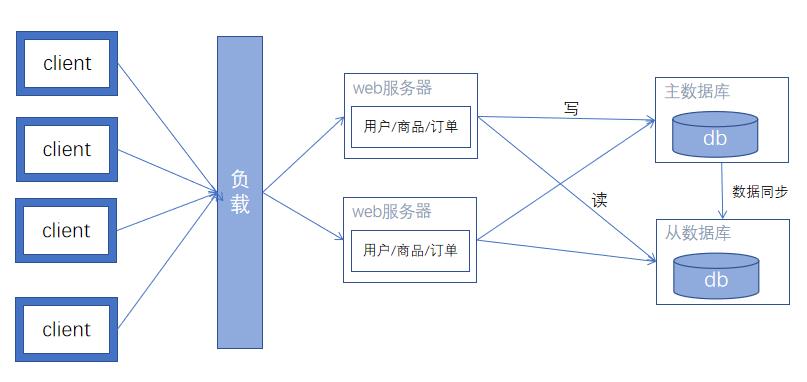 client
client
client
client
负
载
web服务器
用户/商品/订单
web服务器
用户/商品/订单
写
读
主数据库
db
数据同步
从数据库
db